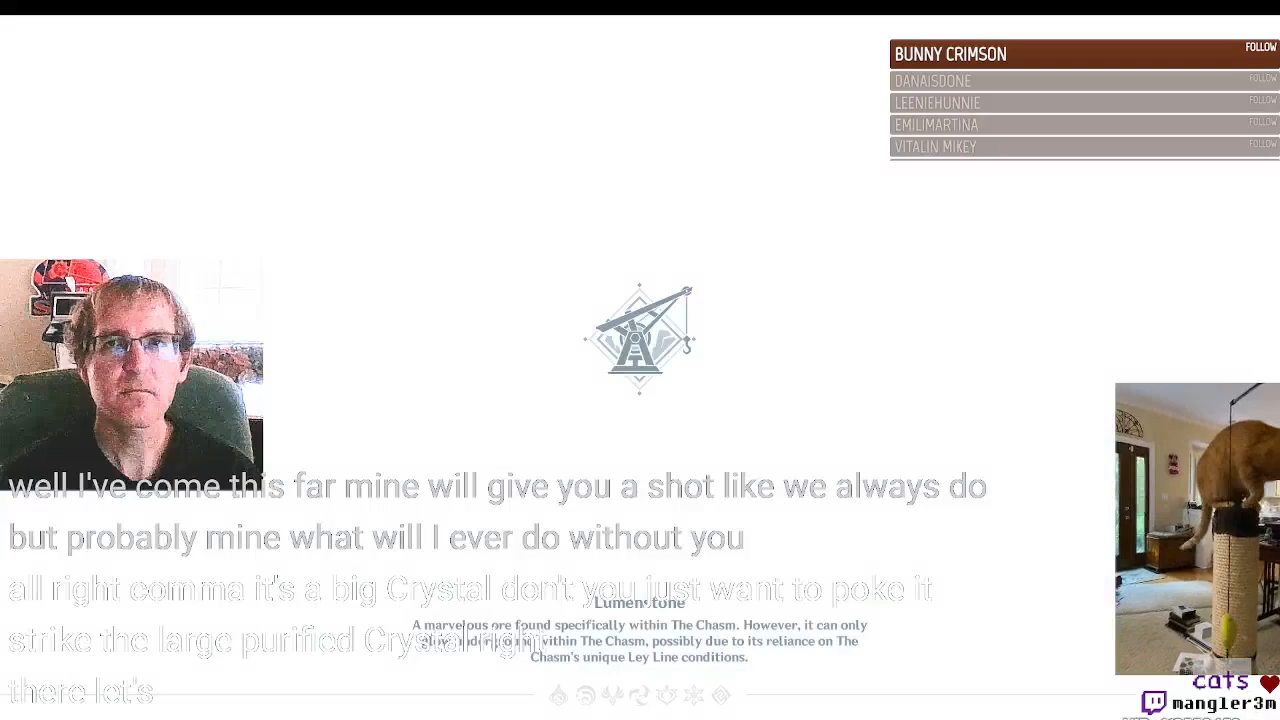 BUNNY CRIMSON FOLLOW
DANAISDONE FOLLOW
LEENIEHUNNIE FOLLOW
EMILIMARTINA FOLLOW
VITALIN MIKEY FOLLOW
well I've come this far mine will give you a shot like we always do
but probably mine what will I ever do without you
all right comma it's a big Crystal don't you just want to poke it
strike the large purified Crystal right
there let's
Lumenstone
A marvelous ore found specifically within The Chasm. However, it can only
within The Chasm, possibly due to its reliance on The
Chasm's unique Ley Line conditions.
cats
mangler3m